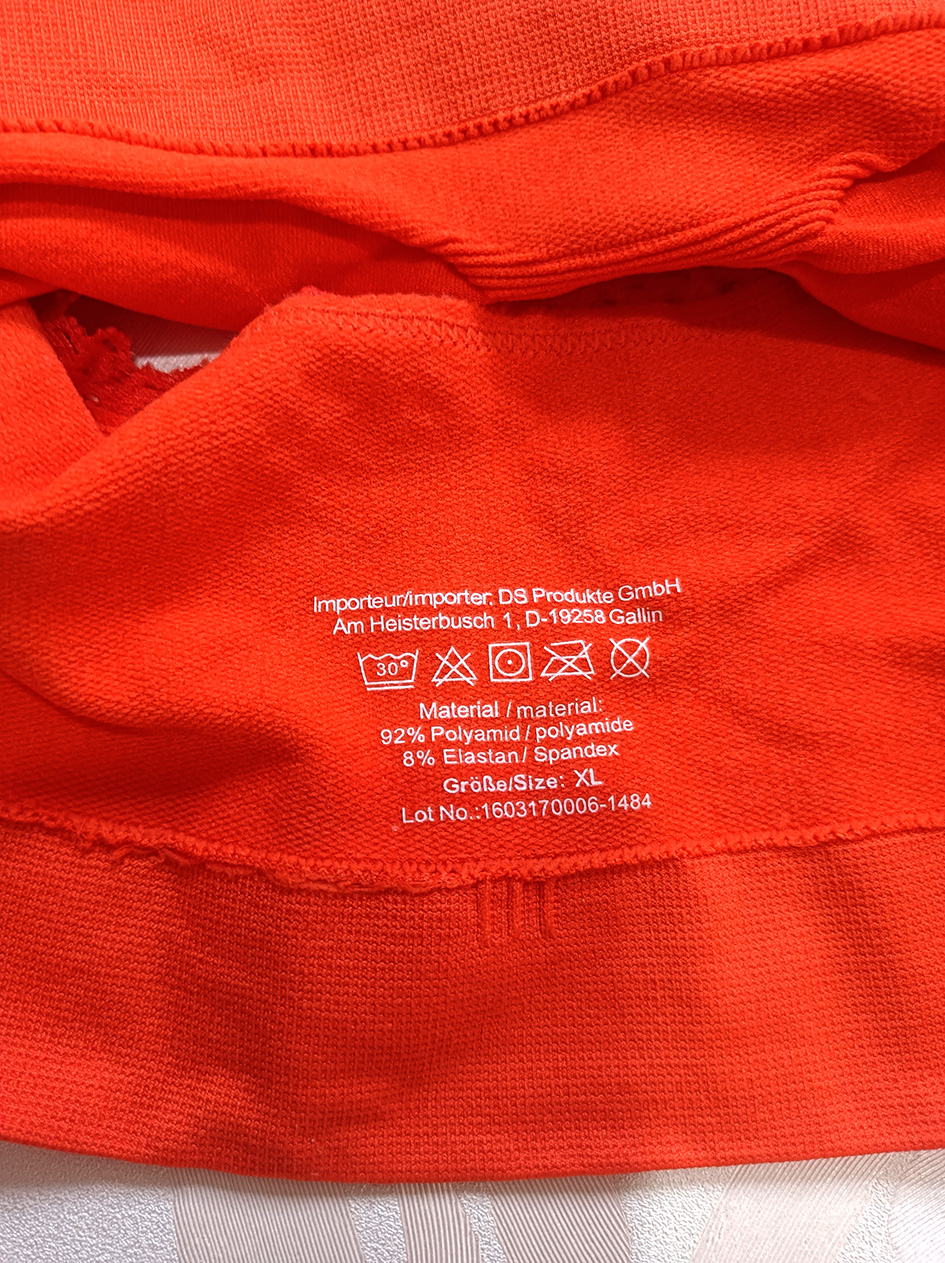 Importeur/importer: DS Produkte GmbH
Am Heisterbusch 1, D-19258 Gallin
30°
Material / material:
92% Polyamid / polyamide
8% Elastan / Spandex
Größe/Size: XL
Lot No.:1603170006-1484